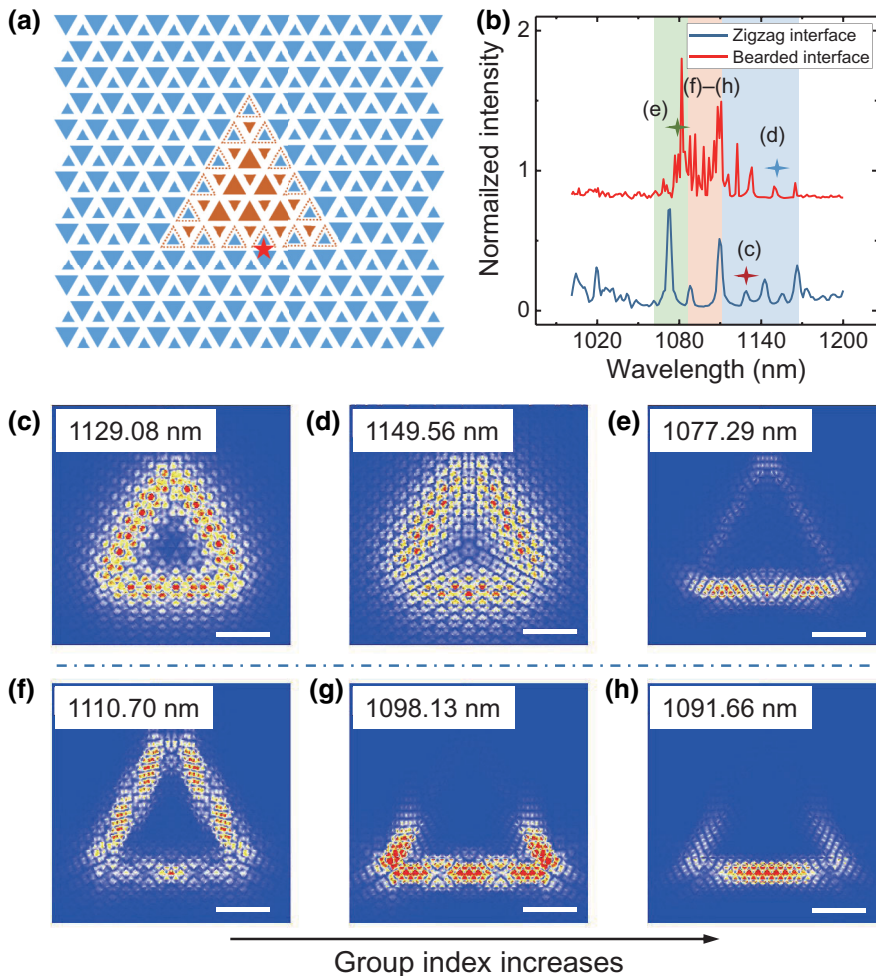 (a)
(b)
Normalized intensity
2
1
0
Zigzag interface
Bearded interface
(e)
(f)–(h)
(d)
(c)
1020
1080
1140
1200
Wavelength (nm)
(c)
1129.08 nm
(d)
1149.56 nm
(e)
1077.29 nm
(f)
1110.70 nm
(g)
1098.13 nm
(h)
1091.66 nm
Group index increases